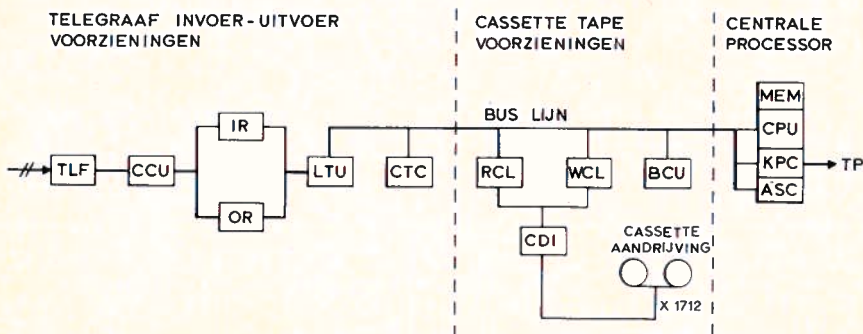 TELEGRAAF INVOER-UITVOER
VOORZIENINGEN
CASSETTE TAPE
VOORZIENINGEN
CENTRALE
PROCESSOR
MEM
BUS LIJN
CPU
IR
TLF
CCU
LTU
CTC
RCL
WCL
BCU
KPC
TP
ASC
OR
CDI
CASSETTE
AANDRIJVING
X 1712